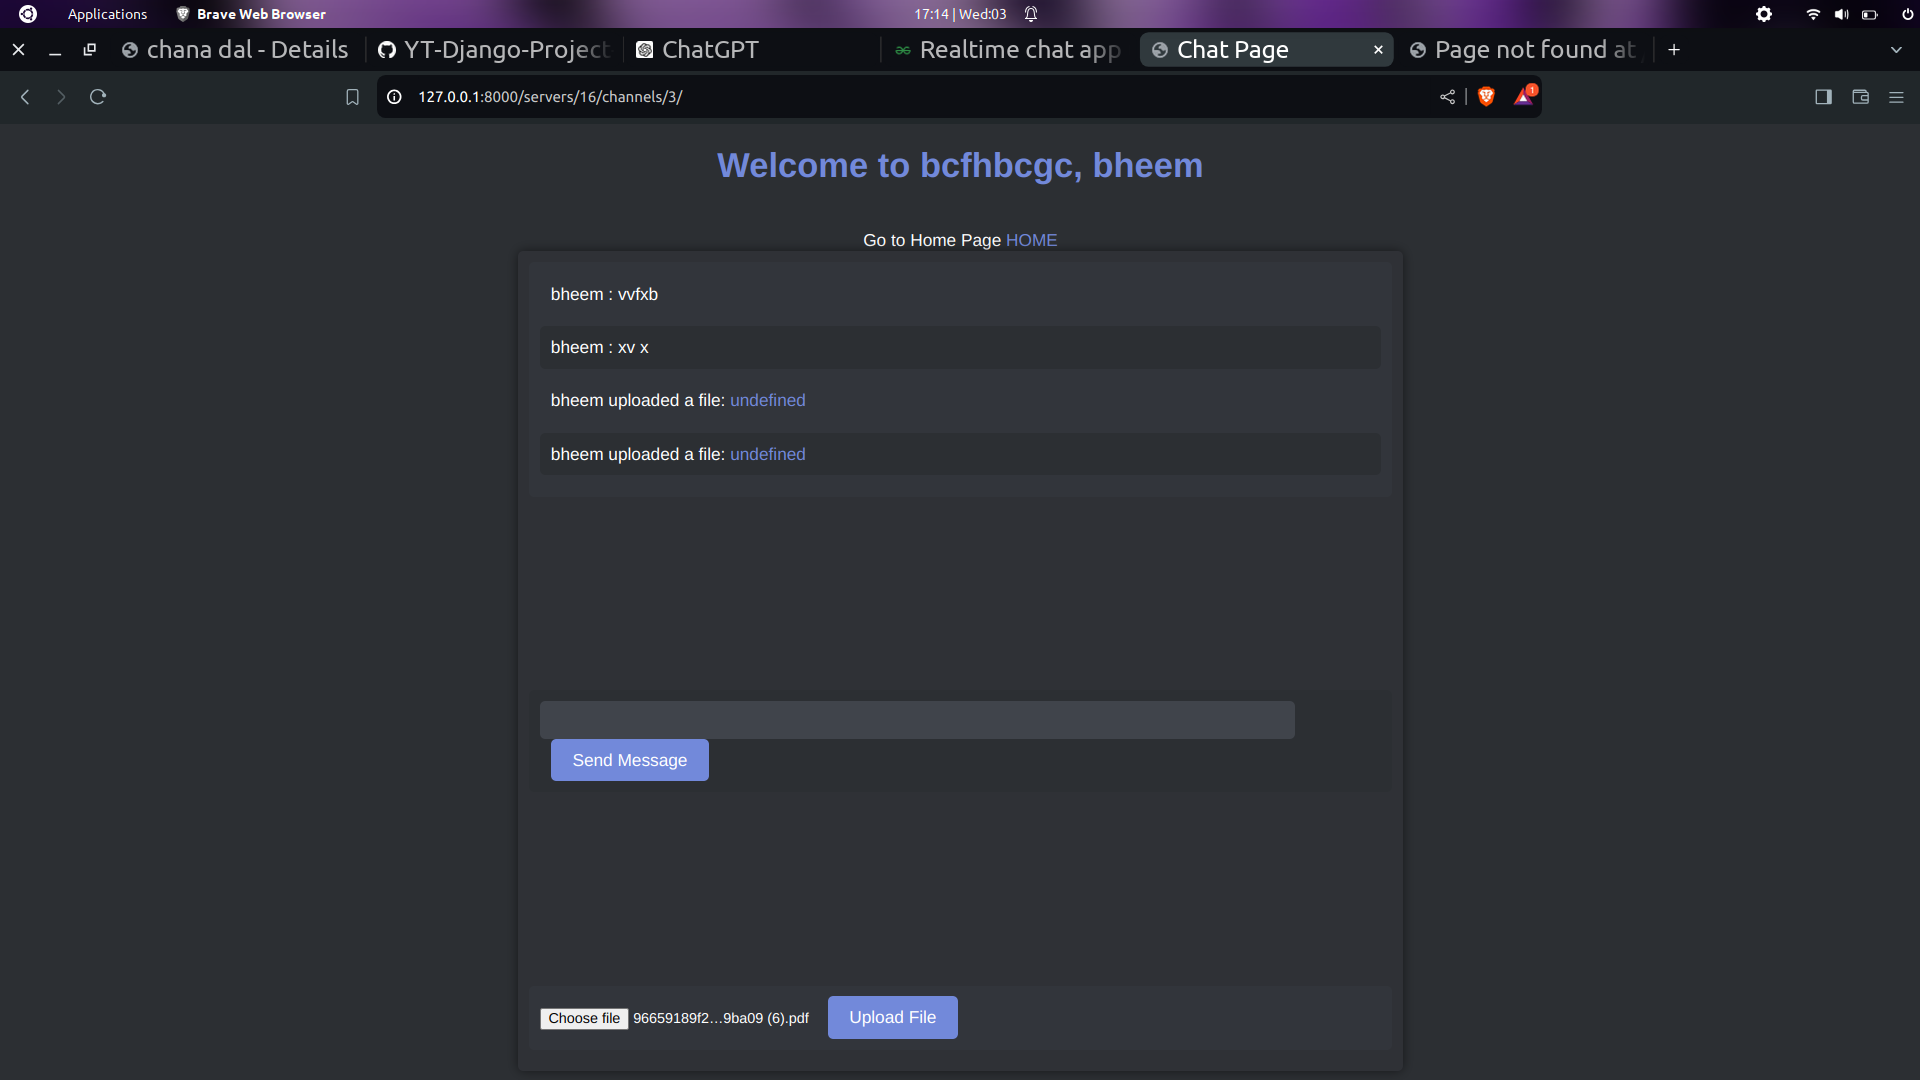 Applications Brave Web Browser 17:14 | Wed:03
chana dal - Details YT-Django-Project ChatGPT Realtime chat app Chat Page Page not found at
127.0.0.1:8000/servers/16/channels/3/ 1
Welcome to bcfhbcgc, bheem
Go to Home Page HOME
bheem : vvfxb
bheem : xv x
bheem uploaded a file: undefined
bheem uploaded a file: undefined
Send Message
Choose file 96659189f2...9ba09 (6).pdf Upload File